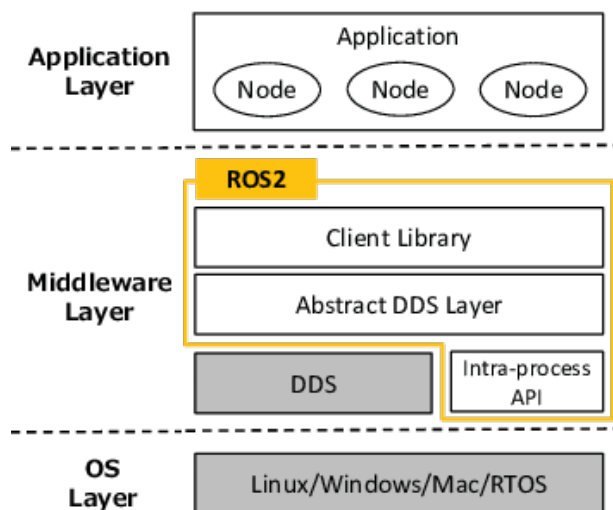 Application
Layer
Application
Node
Node
Node
ROS2
Middleware
Layer
Client Library
Abstract DDS Layer
DDS
Intra-process
API
OS
Layer
Linux/Windows/Mac/RTOS